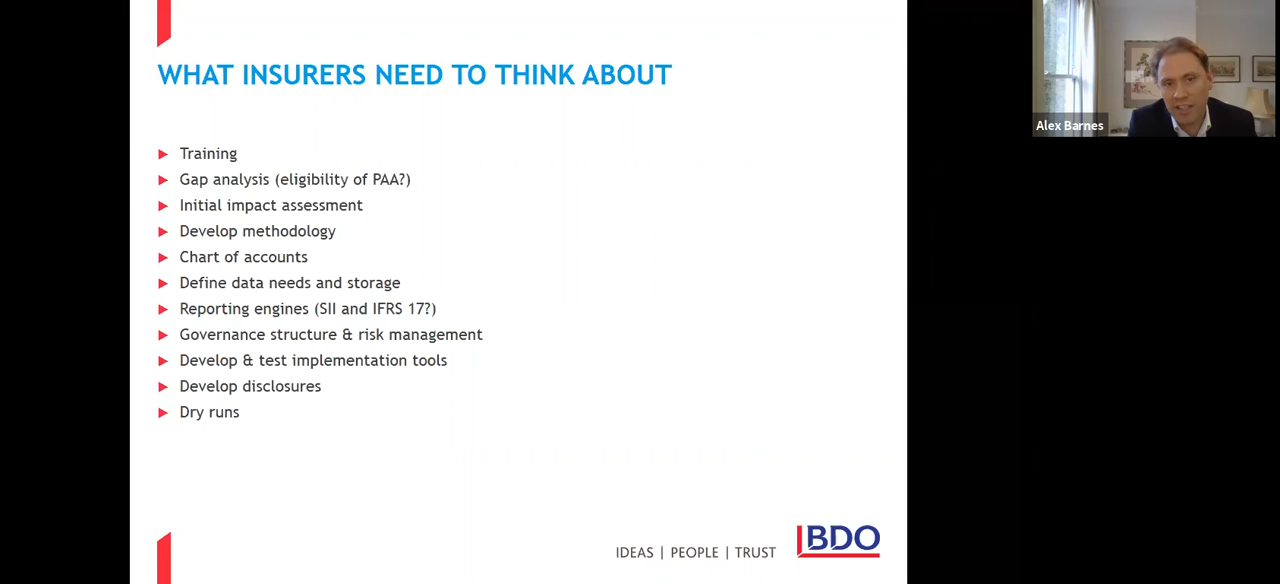 WHAT INSURERS NEED TO THINK ABOUT
Training
Gap analysis (eligibility of PAA?)
Initial impact assessment
Develop methodology
Chart of accounts
Define data needs and storage
Reporting engines (SII and IFRS 17?)
Governance structure & risk management
Develop & test implementation tools
Develop disclosures
Dry runs
IDEAS | PEOPLE | TRUST
BDO
Alex Barnes